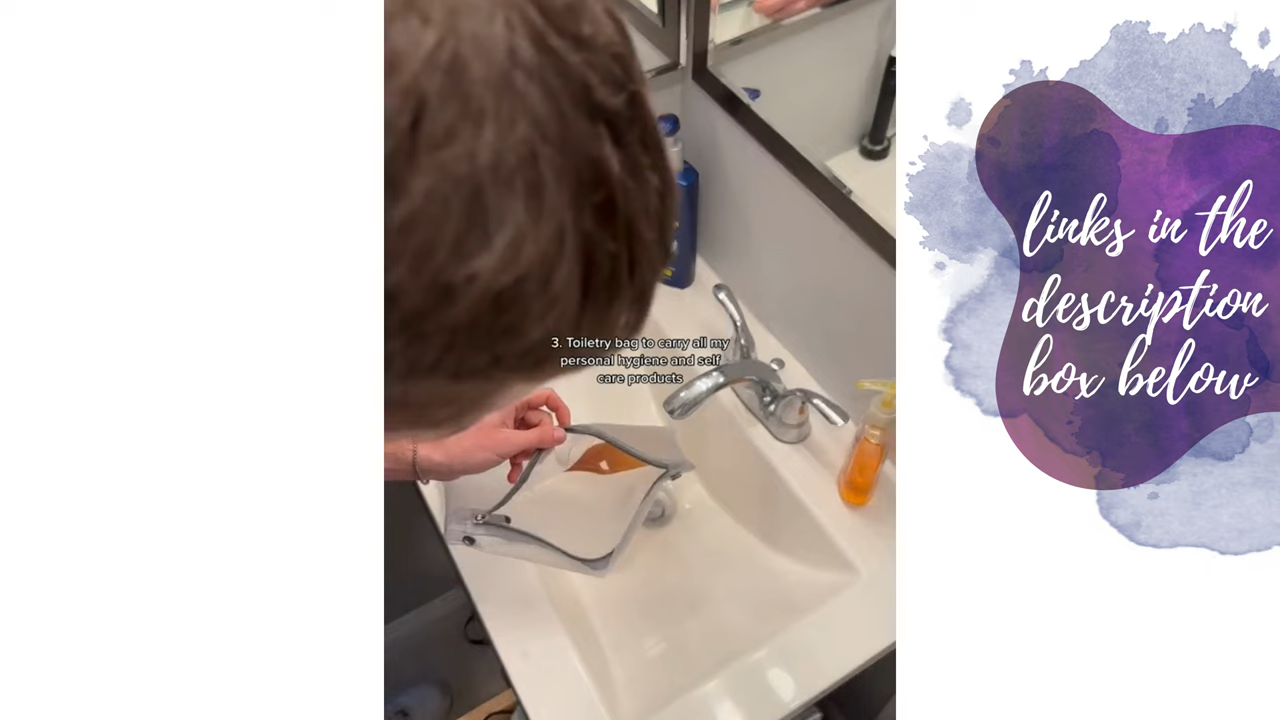 3. Toiletry bag to carry all my
personal hygiene and self
care products
links in the
description
box below